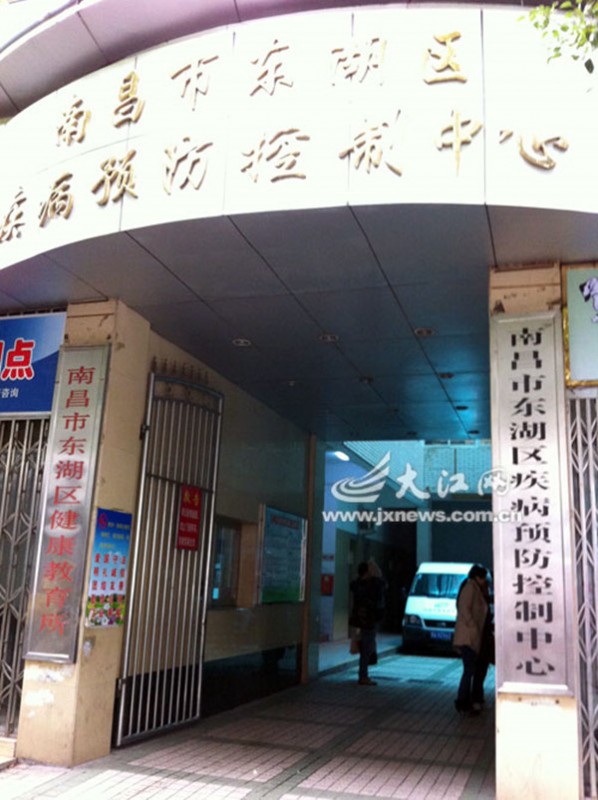 南昌市东湖区
疾病预防控制中心
点
咨询
南昌市东湖区健康教育所
大江网
www.jxnews.com.cn
南昌市东湖区疾病预防控制中心